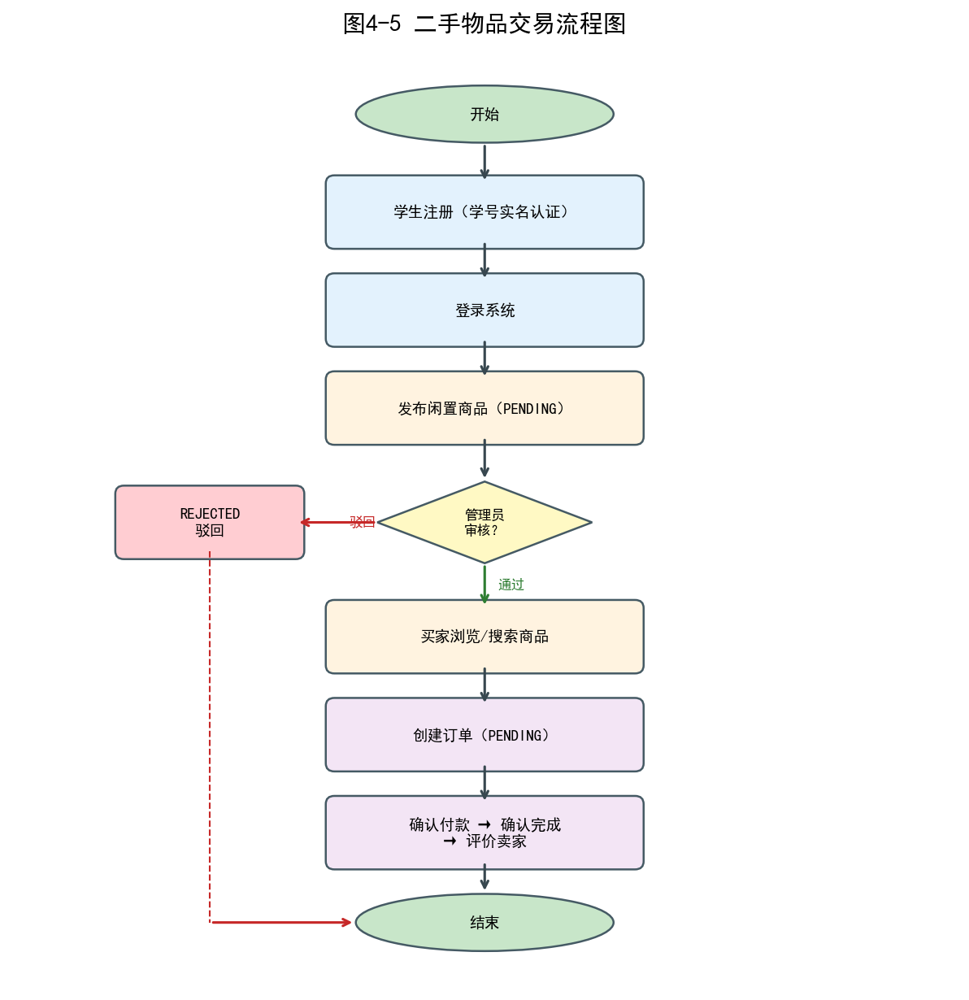 图4-5 二手物品交易流程图
开始
学生注册（学号实名认证）
登录系统
发布闲置商品（PENDING）
REJECTED
驳回
驳回
管理员
审核？
通过
买家浏览/搜索商品
创建订单（PENDING）
确认付款 → 确认完成
→ 评价卖家
结束